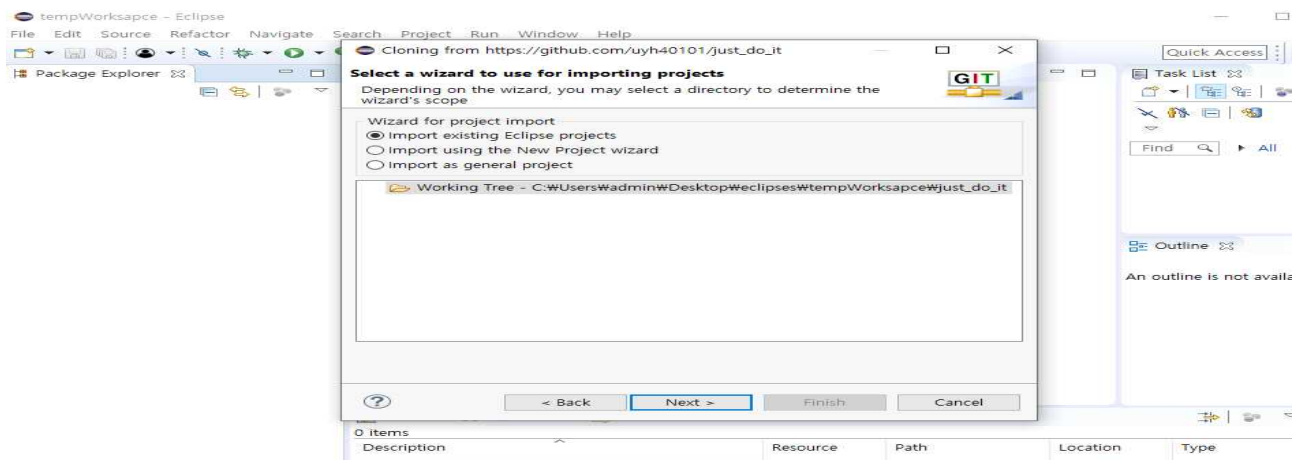 tempWorksapce - Eclipse
File Edit Source Refactor Navigate Search Project Run Window Help
Quick Access
Package Explorer
Cloning from https://github.com/uyh40101/just_do_it
Select a wizard to use for importing projects
Depending on the wizard, you may select a directory to determine the
wizard's scope
GIT
Wizard for project import
Import existing Eclipse projects
Import using the New Project wizard
Import as general project
Working Tree - C:₩Users₩admin₩Desktop₩eclipses₩tempWorksapce₩just_do_it
< Back Next > Finish Cancel
Task List
Find All
Outline
An outline is not availa
0 items
Description Resource Path Location Type